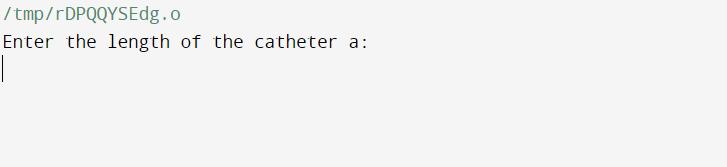 /tmp/rDPQQYSEdg.o
Enter the length of the catheter a: